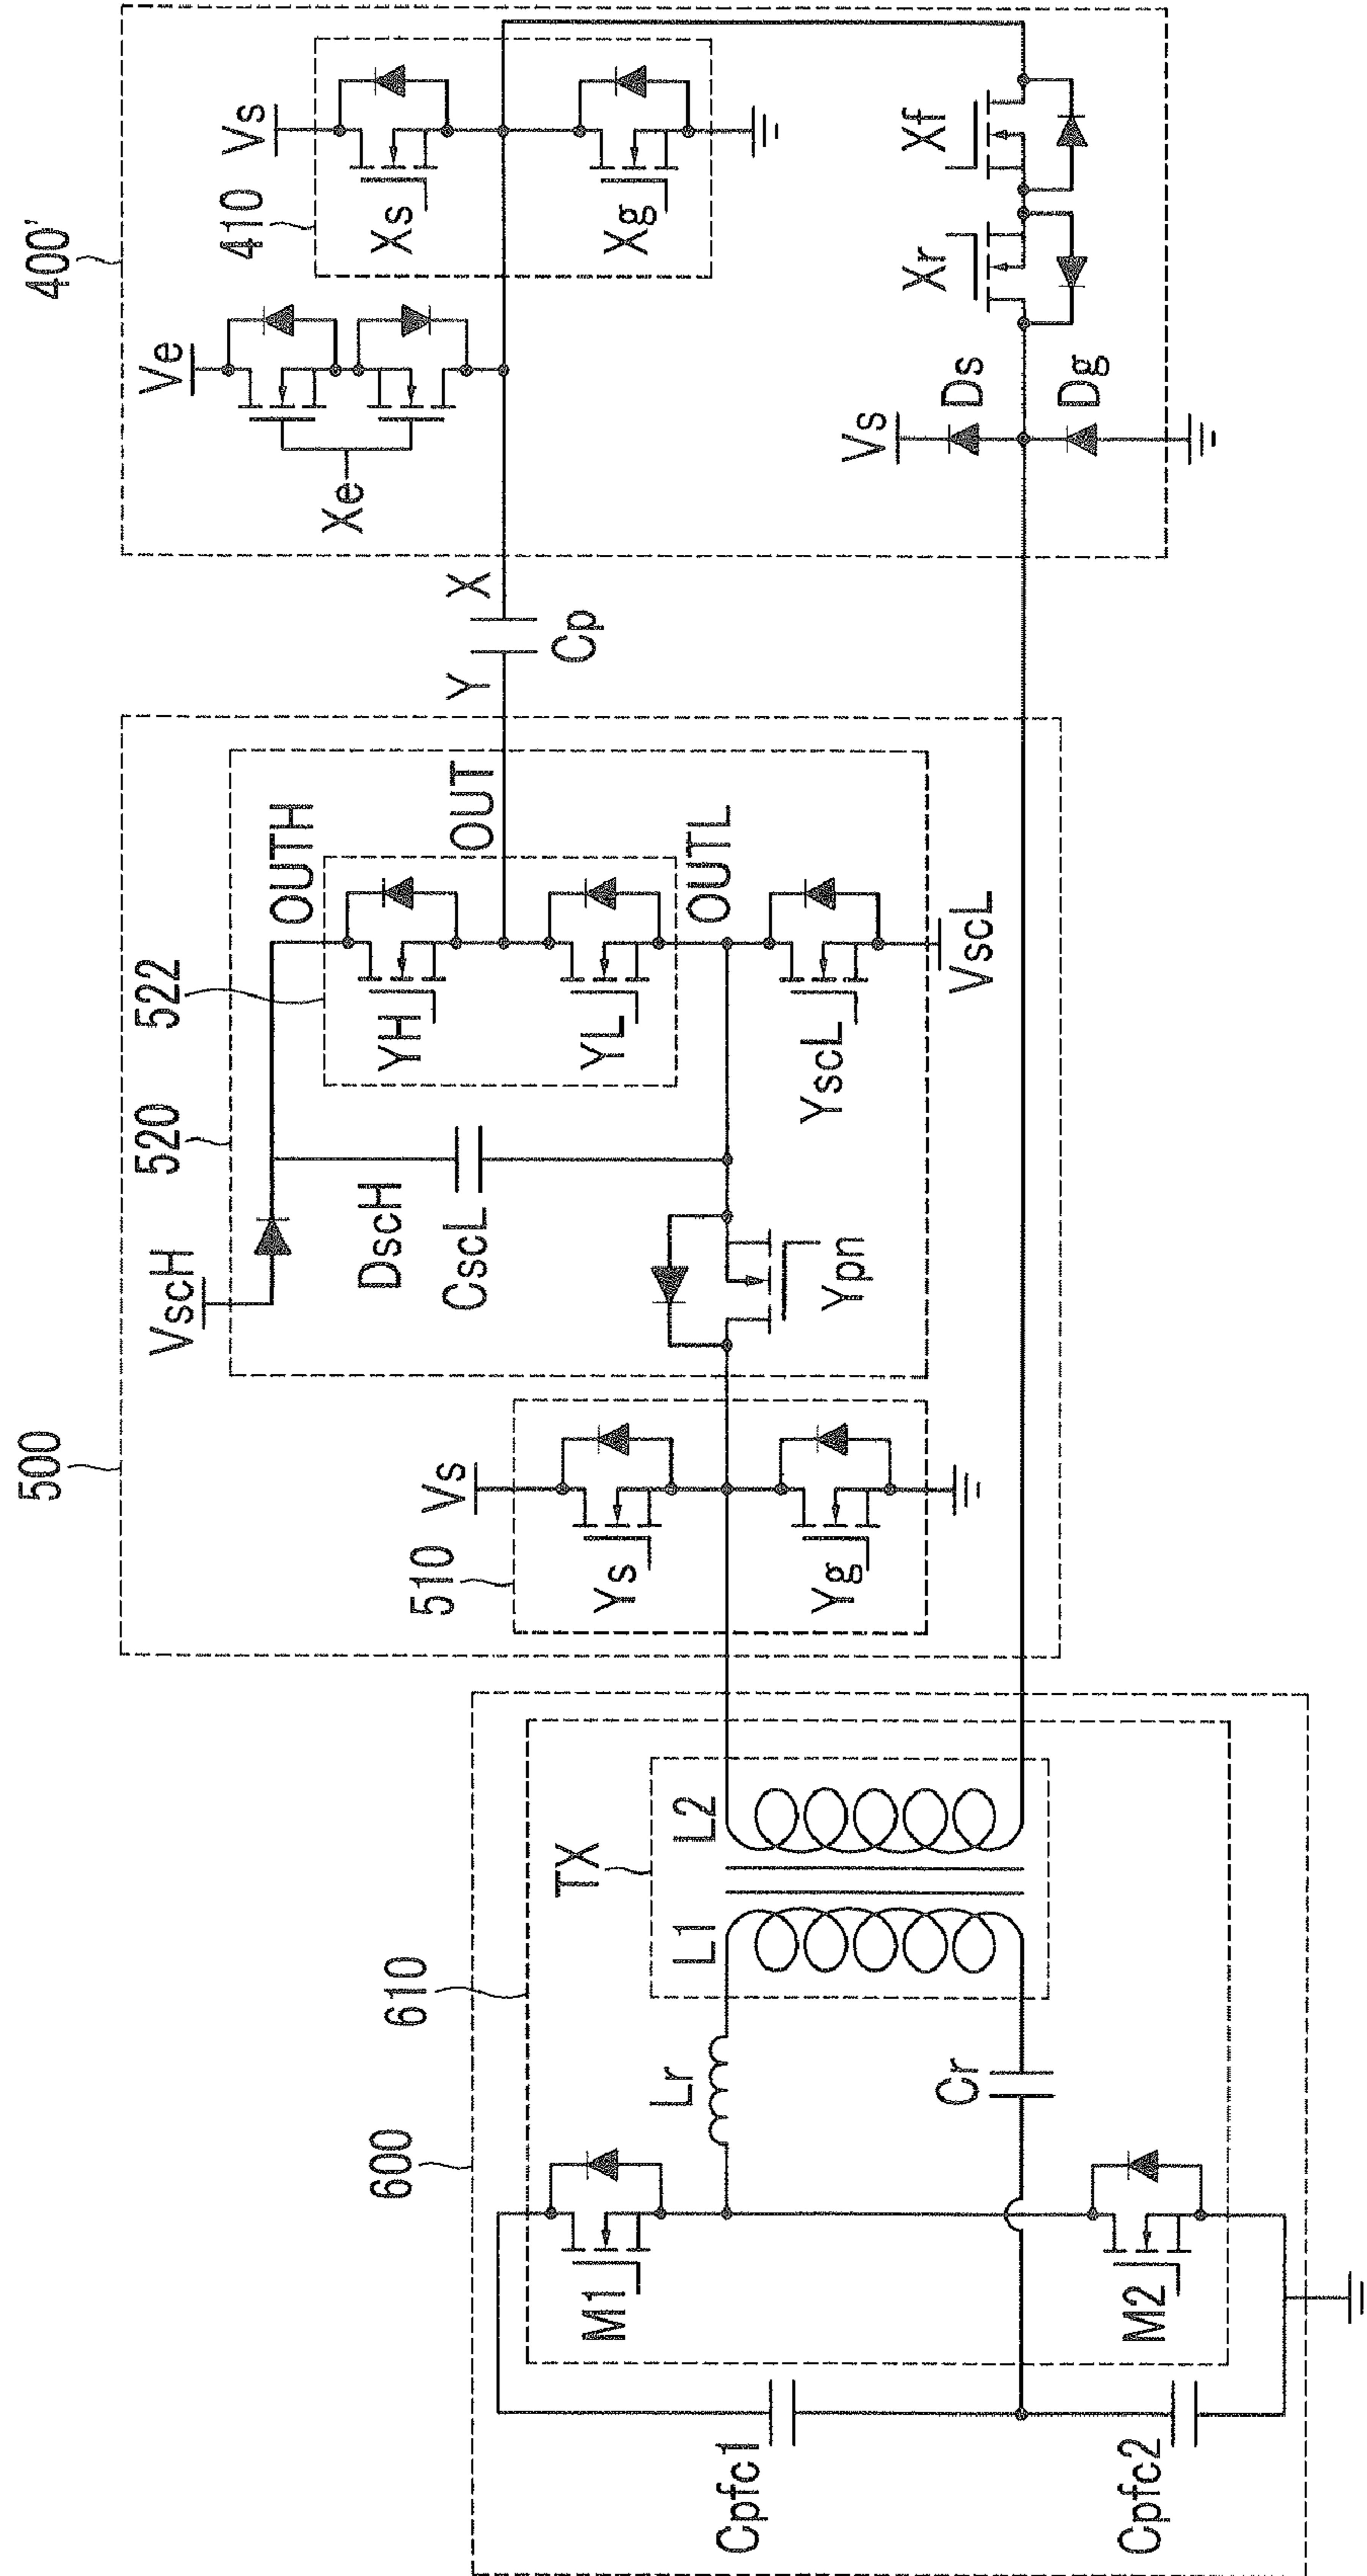 400'
Vs
410
Xs
Xg
Ve
Xe
Xf
Xr
Vs
Ds
Dg
X
Y
Cp
500
VscH
520
522
OUTH
OUT
OUTL
YH
YL
DscH
CscL
YscL
VscL
Ypn
510
Vs
Ys
Yg
600
610
TX
L1
L2
Lr
Cr
M1
M2
Cpfc1
Cpfc2